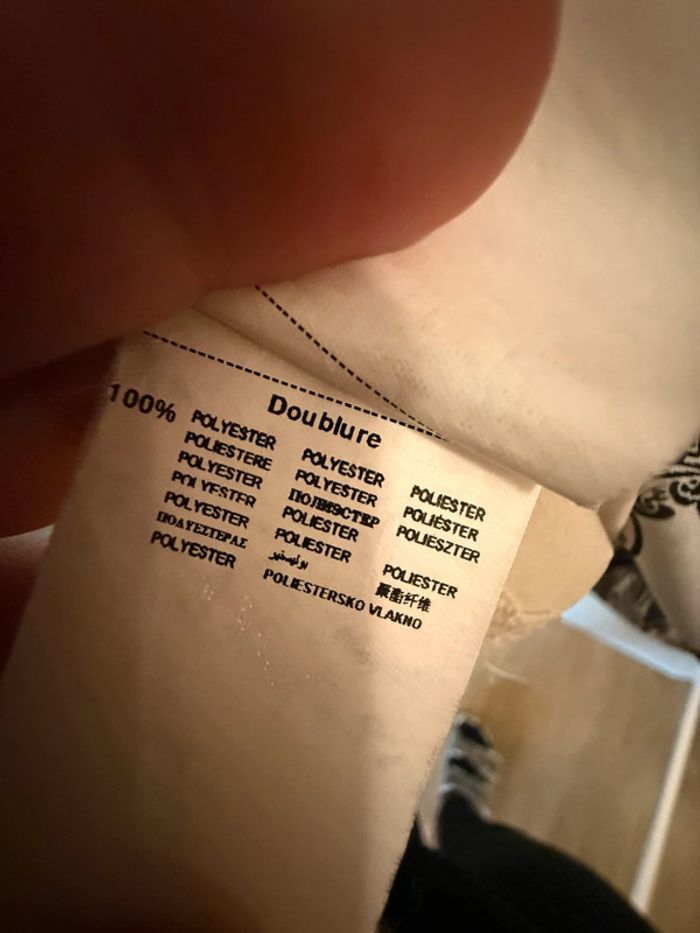 Doublure
100%
POLYESTER
POLIESTERE
POLYESTER
POLYESTER
POLYESTER
ΠΟΛΥΕΣΤΕΡΑΣ
POLYESTER
POLYESTER
POLYESTER
ПОЛИЭСТЕР
POLIESTER
POLIESTER
بوليستير
POLIESTERSKO VLAKNO
POLIESTER
POLIÉSTER
POLIESZTER
POLIESTER
聚酯纤维